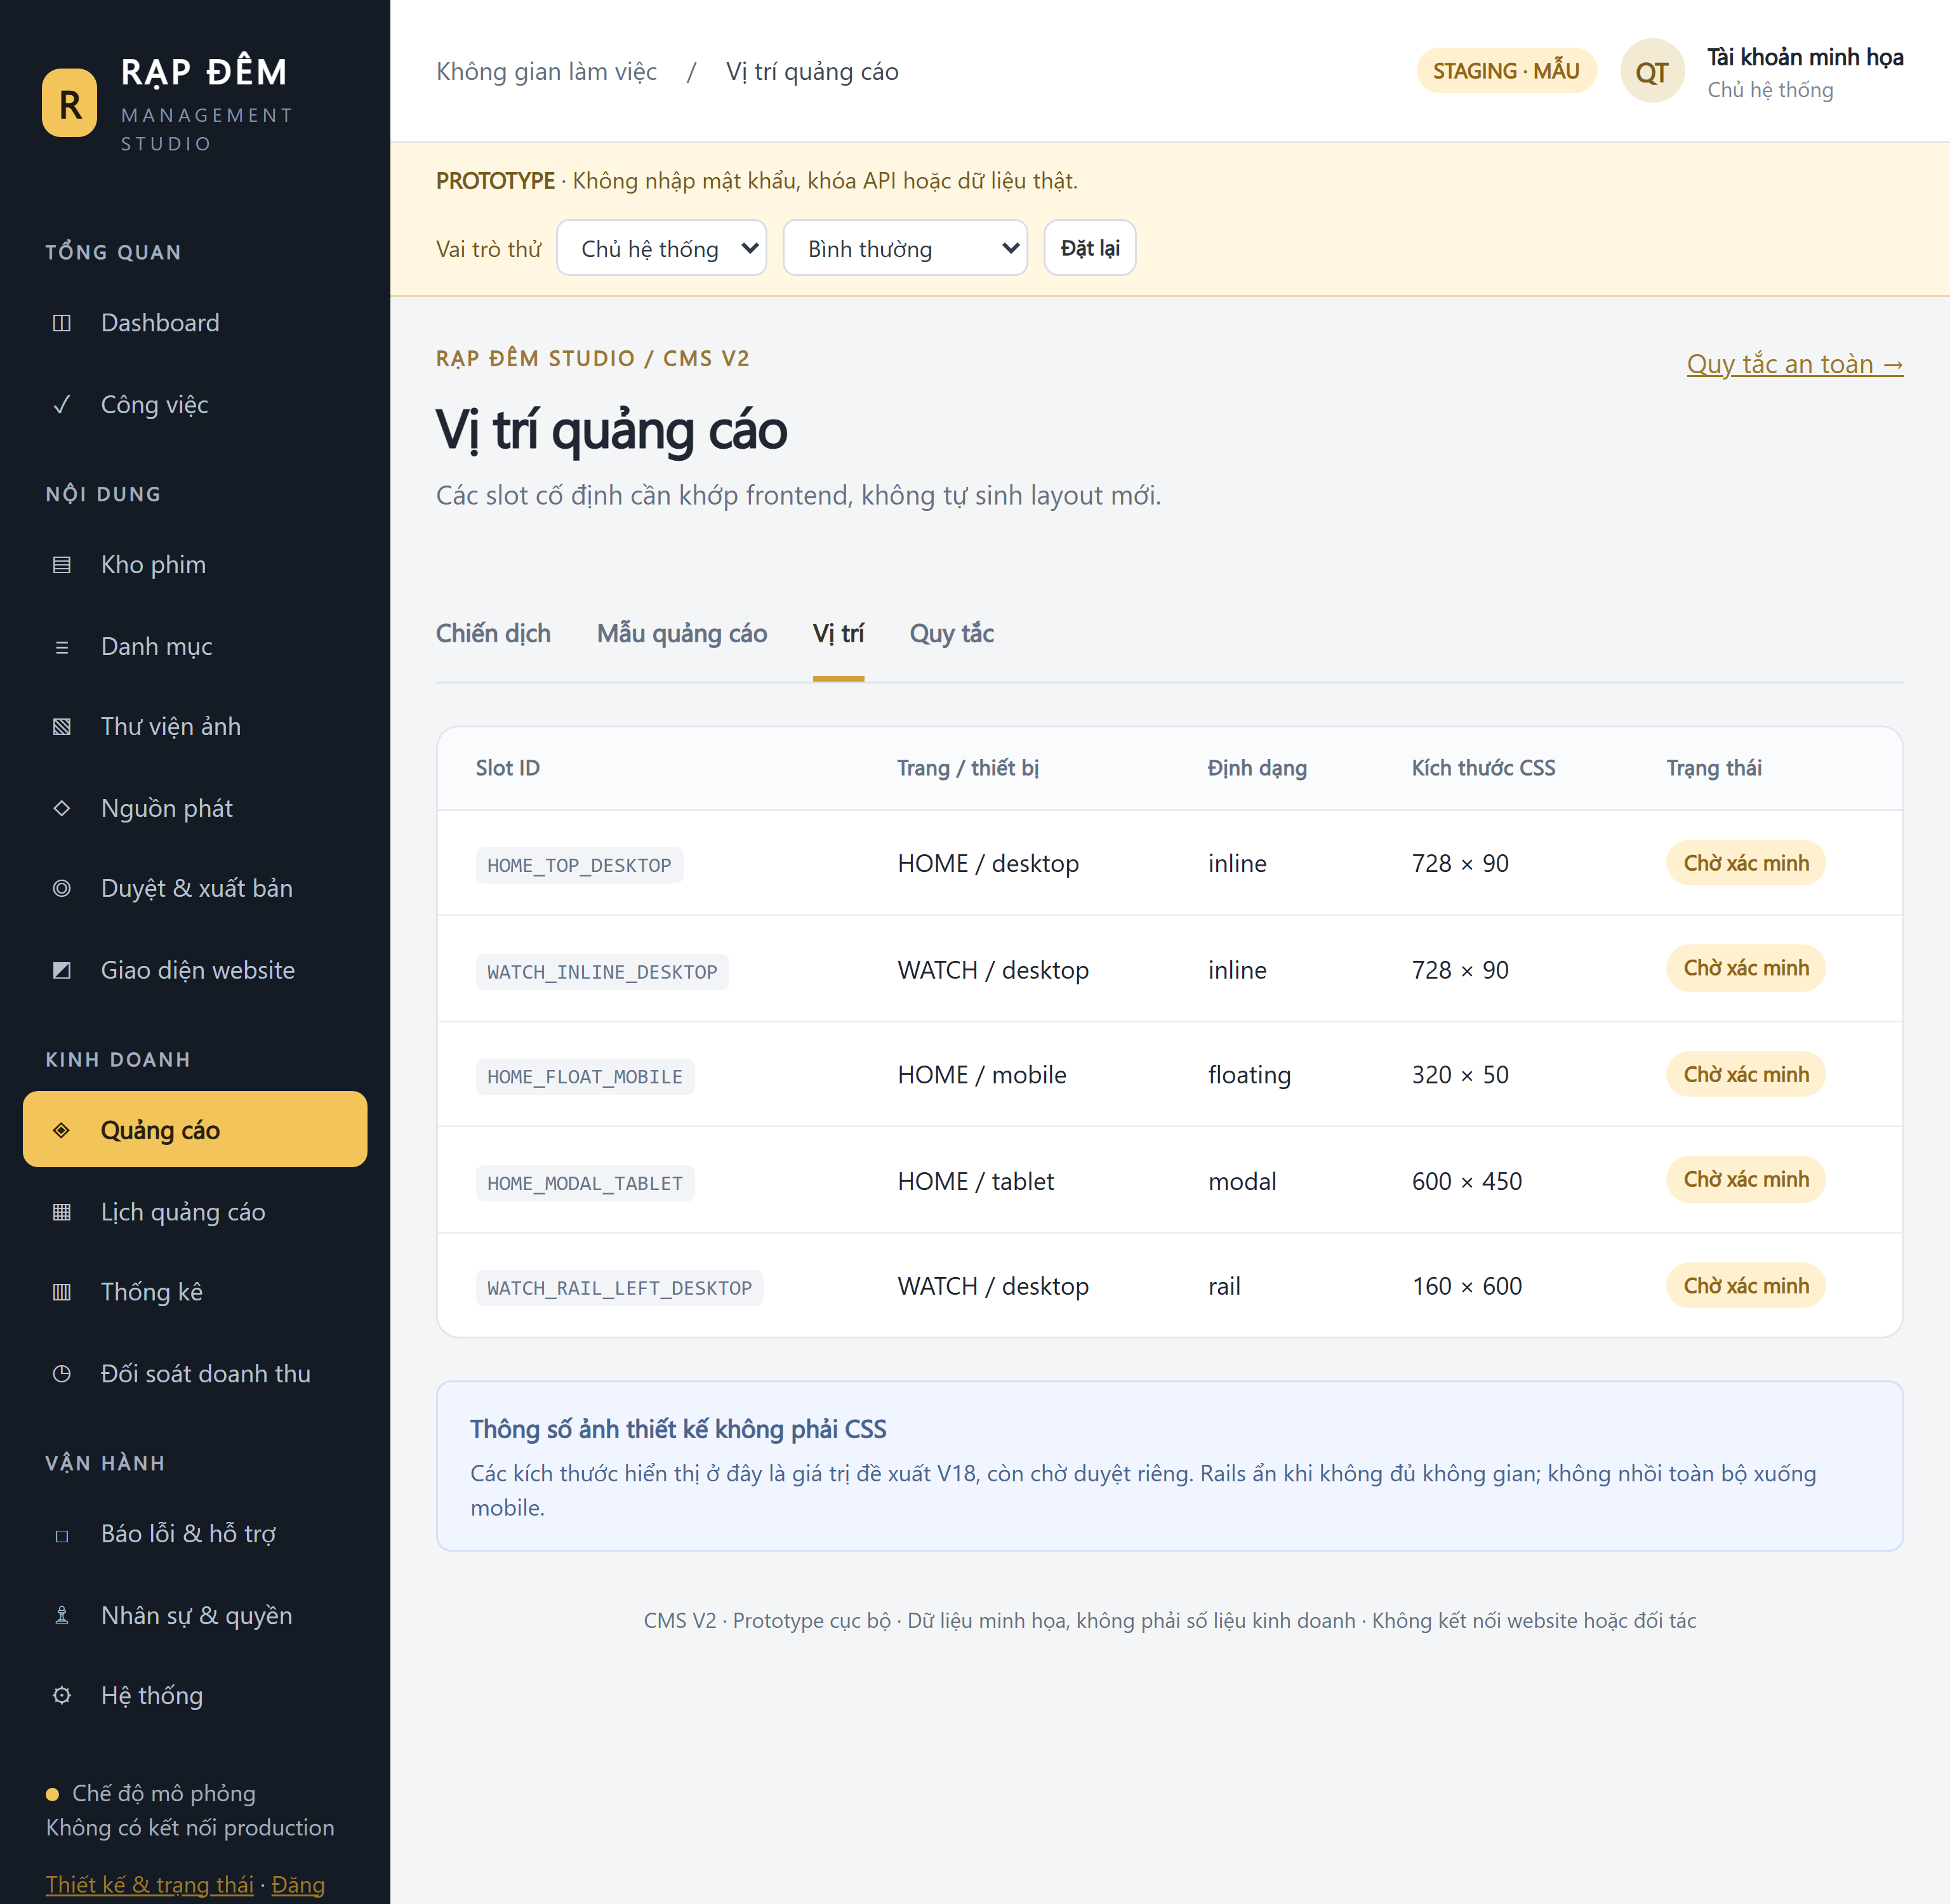 R
RẠP ĐÊM
MANAGEMENT
STUDIO
TỔNG QUAN
Dashboard
Công việc
NỘI DUNG
Kho phim
Danh mục
Thư viện ảnh
Nguồn phát
Duyệt & xuất bản
Giao diện website
KINH DOANH
Quảng cáo
Lịch quảng cáo
Thống kê
Đối soát doanh thu
VẬN HÀNH
Báo lỗi & hỗ trợ
Nhân sự & quyền
Hệ thống
Chế độ mô phỏng
Không có kết nối production
Thiết kế & trạng thái · Đăng
Không gian làm việc / Vị trí quảng cáo
STAGING · MẪU
QT
Tài khoản minh họa
Chủ hệ thống
PROTOTYPE · Không nhập mật khẩu, khóa API hoặc dữ liệu thật.
Vai trò thử Chủ hệ thống Bình thường Đặt lại
RẠP ĐÊM STUDIO / CMS V2
Quy tắc an toàn →
Vị trí quảng cáo
Các slot cố định cần khớp frontend, không tự sinh layout mới.
Chiến dịch Mẫu quảng cáo Vị trí Quy tắc
Slot ID Trang / thiết bị Định dạng Kích thước CSS Trạng thái
HOME_TOP_DESKTOP HOME / desktop inline 728 × 90 Chờ xác minh
WATCH_INLINE_DESKTOP WATCH / desktop inline 728 × 90 Chờ xác minh
HOME_FLOAT_MOBILE HOME / mobile floating 320 × 50 Chờ xác minh
HOME_MODAL_TABLET HOME / tablet modal 600 × 450 Chờ xác minh
WATCH_RAIL_LEFT_DESKTOP WATCH / desktop rail 160 × 600 Chờ xác minh
Thông số ảnh thiết kế không phải CSS
Các kích thước hiển thị ở đây là giá trị đề xuất V18, còn chờ duyệt riêng. Rails ẩn khi không đủ không gian; không nhồi toàn bộ xuống
mobile.
CMS V2 · Prototype cục bộ · Dữ liệu minh họa, không phải số liệu kinh doanh · Không kết nối website hoặc đối tác